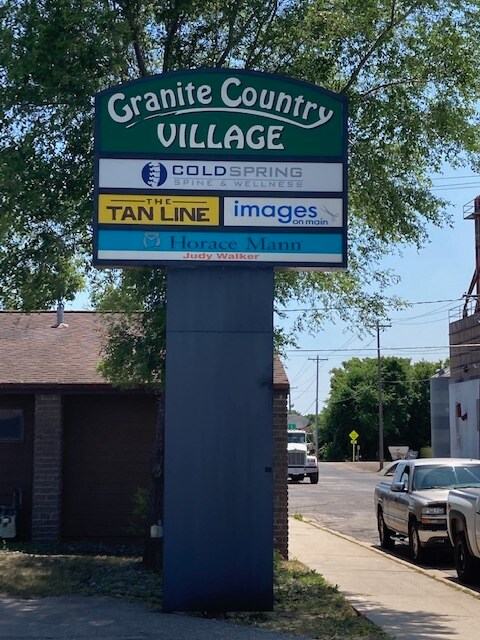 Granite Country
VILLAGE
COLDSPRING
SPINE & WELLNESS
THE
TAN LINE
images
on main
Horace Mann
Judy Walker